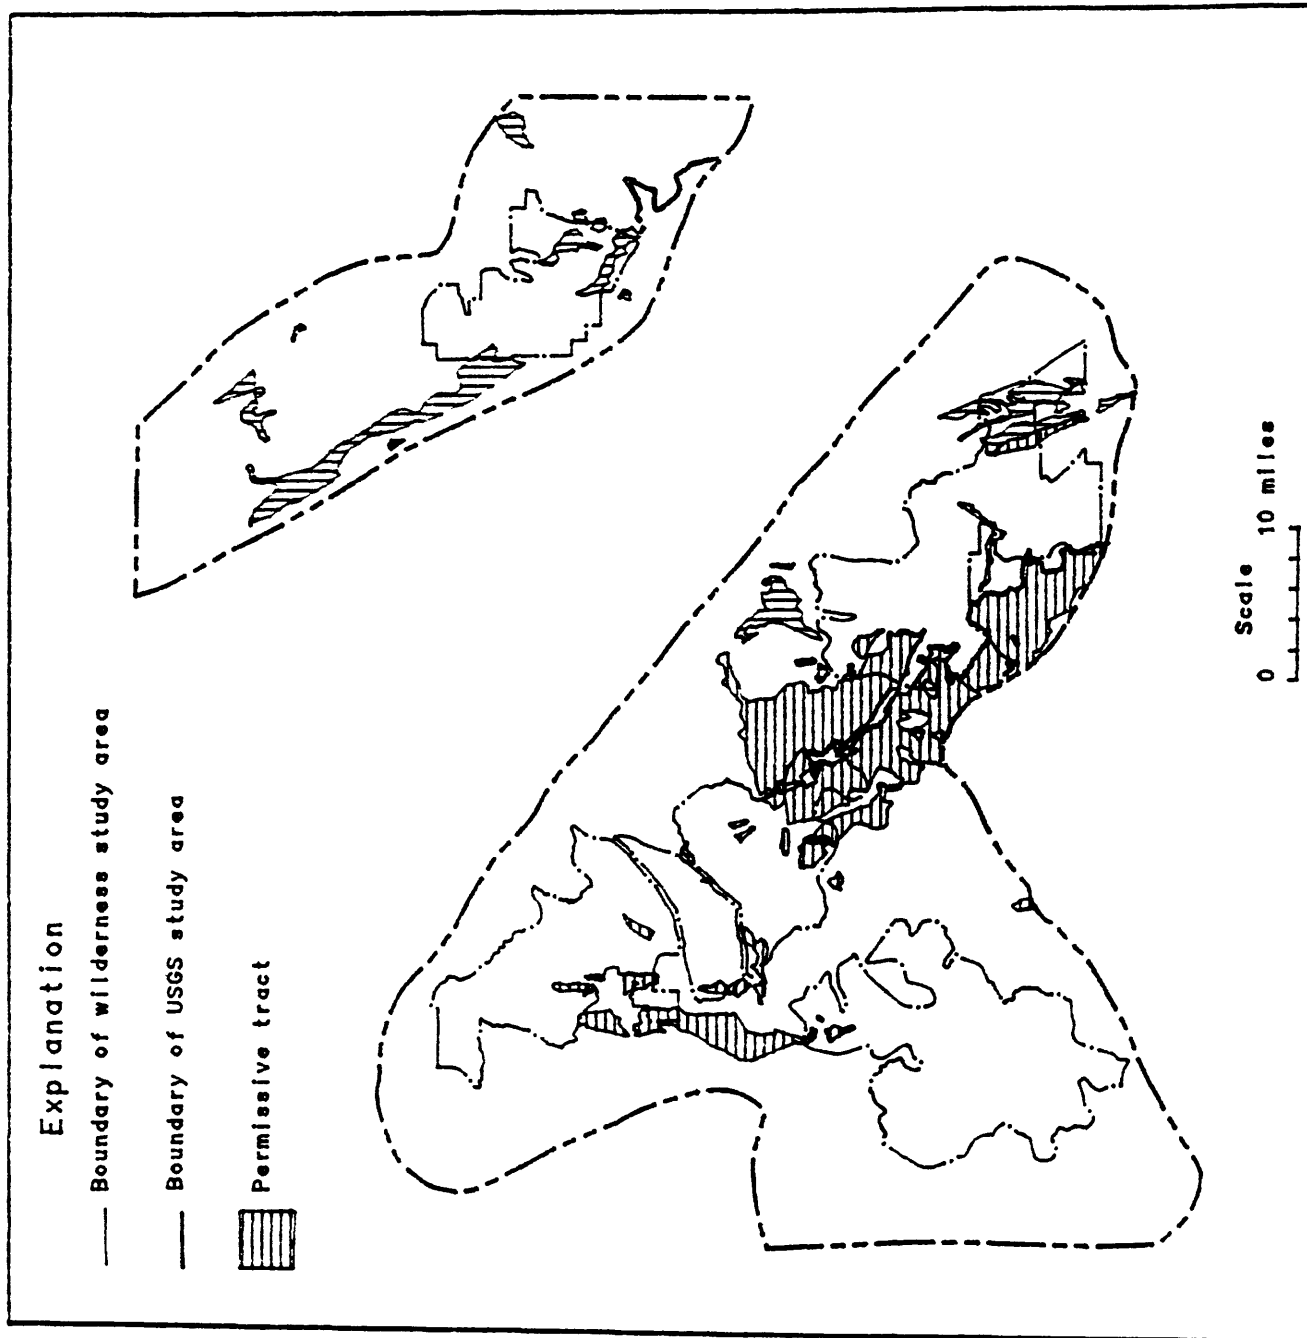 Explanation
Boundary of wilderness study area
Boundary of USGS study area
Permissive tract
Scale
0 10 miles